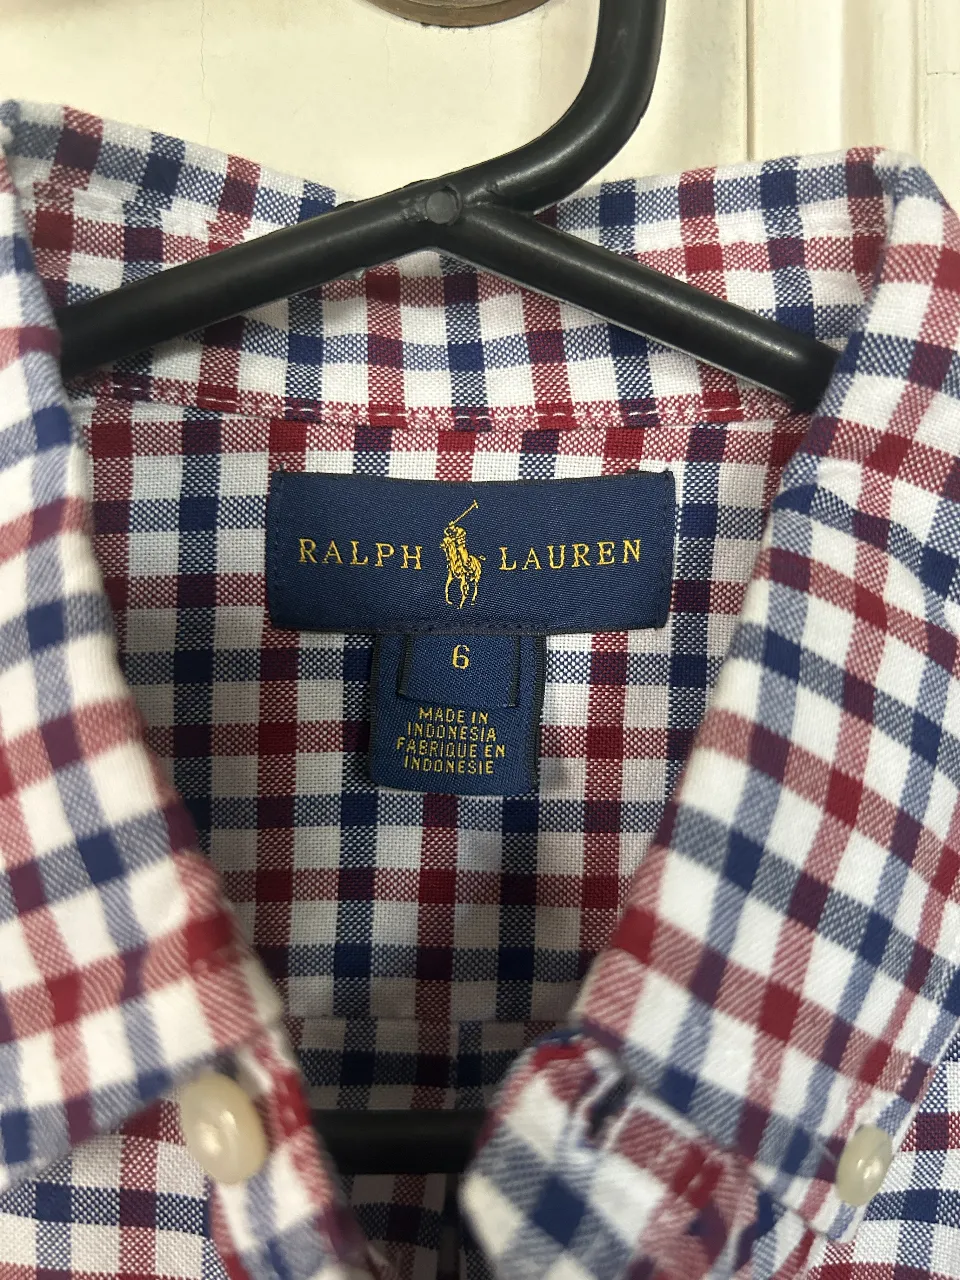 RALPH LAUREN
6
MADE IN
INDONESIA
FABRIQUE EN
INDONESIE